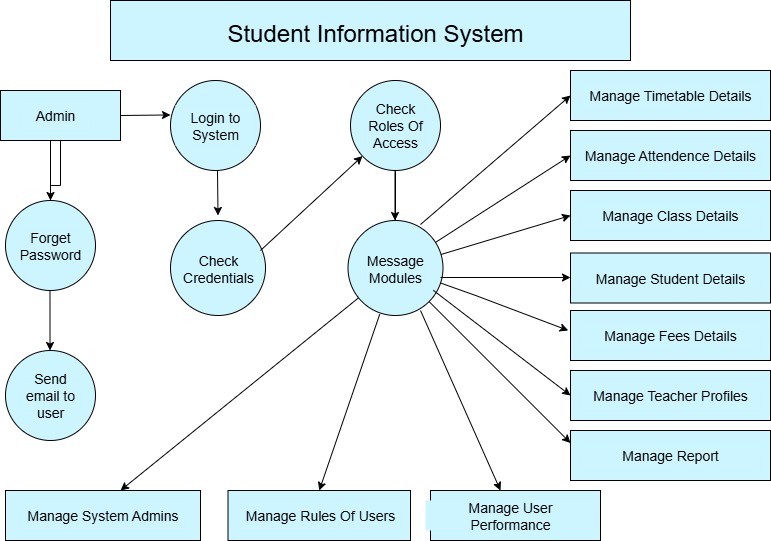 Student Information System
Admin
Login to
System
Check
Roles Of
Access
Manage Timetable Details
Manage Attendence Details
Manage Class Details
Forget
Password
Check
Credentials
Message
Modules
Manage Student Details
Manage Fees Details
Send
email to
user
Manage Teacher Profiles
Manage Report
Manage System Admins
Manage Rules Of Users
Manage User
Performance